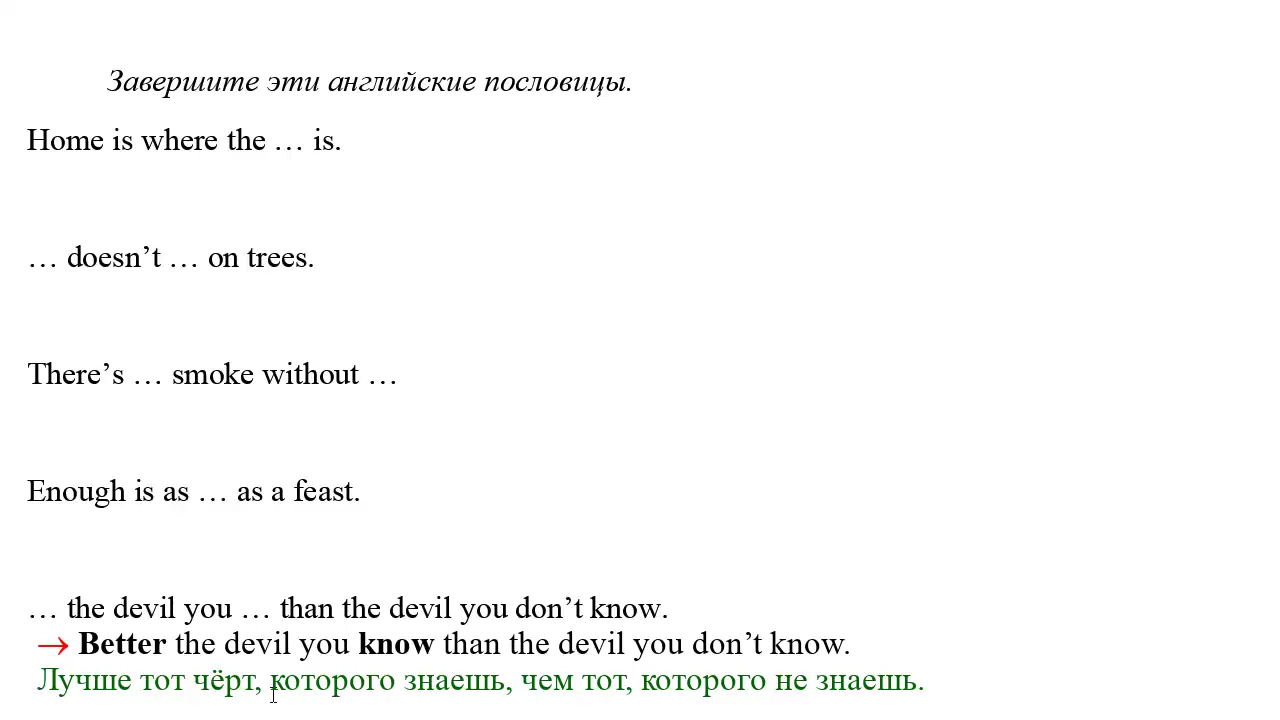 Завершите эти английские пословицы.
Home is where the … is.
… doesn’t … on trees.
There’s … smoke without …
Enough is as … as a feast.
… the devil you … than the devil you don’t know.
→ Better the devil you know than the devil you don’t know.
Лучше тот чёрт, которого знаешь, чем тот, которого не знаешь.